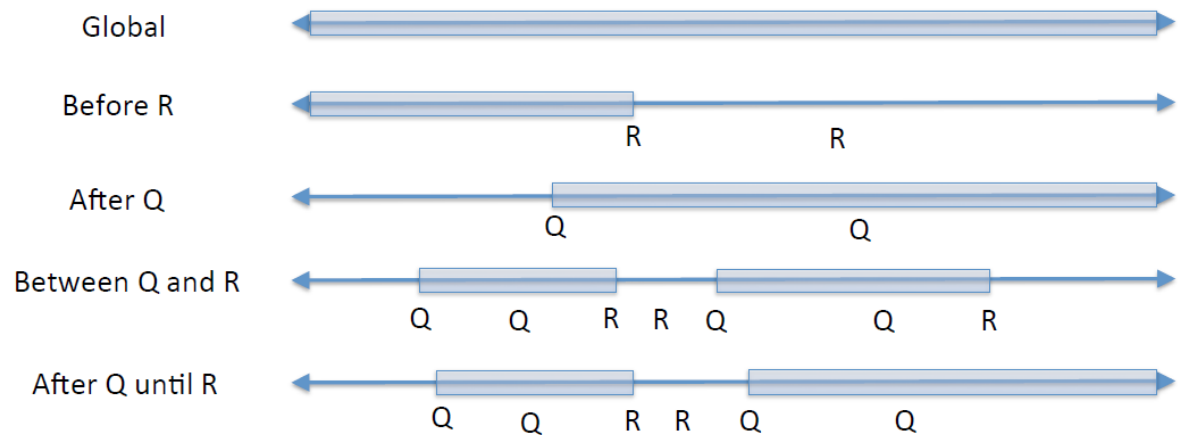 Global
Before R
R R
After Q
Q Q
Between Q and R
Q Q R R Q Q R
After Q until R
Q Q R R Q Q